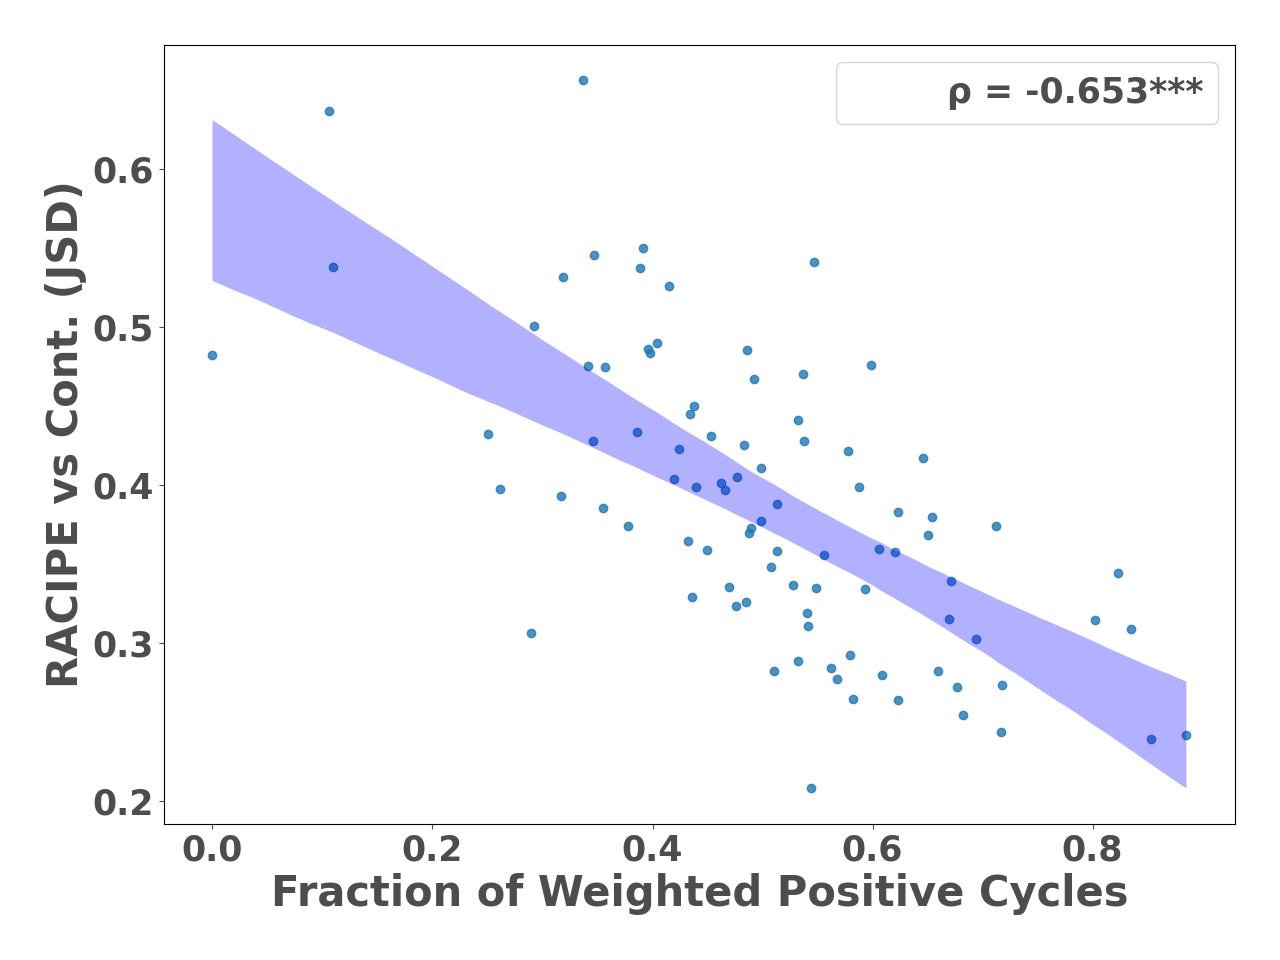 ρ = -0.653***
RACIPE vs Cont. (JSD)
0.6
0.5
0.4
0.3
0.2
0.0 0.2 0.4 0.6 0.8
Fraction of Weighted Positive Cycles